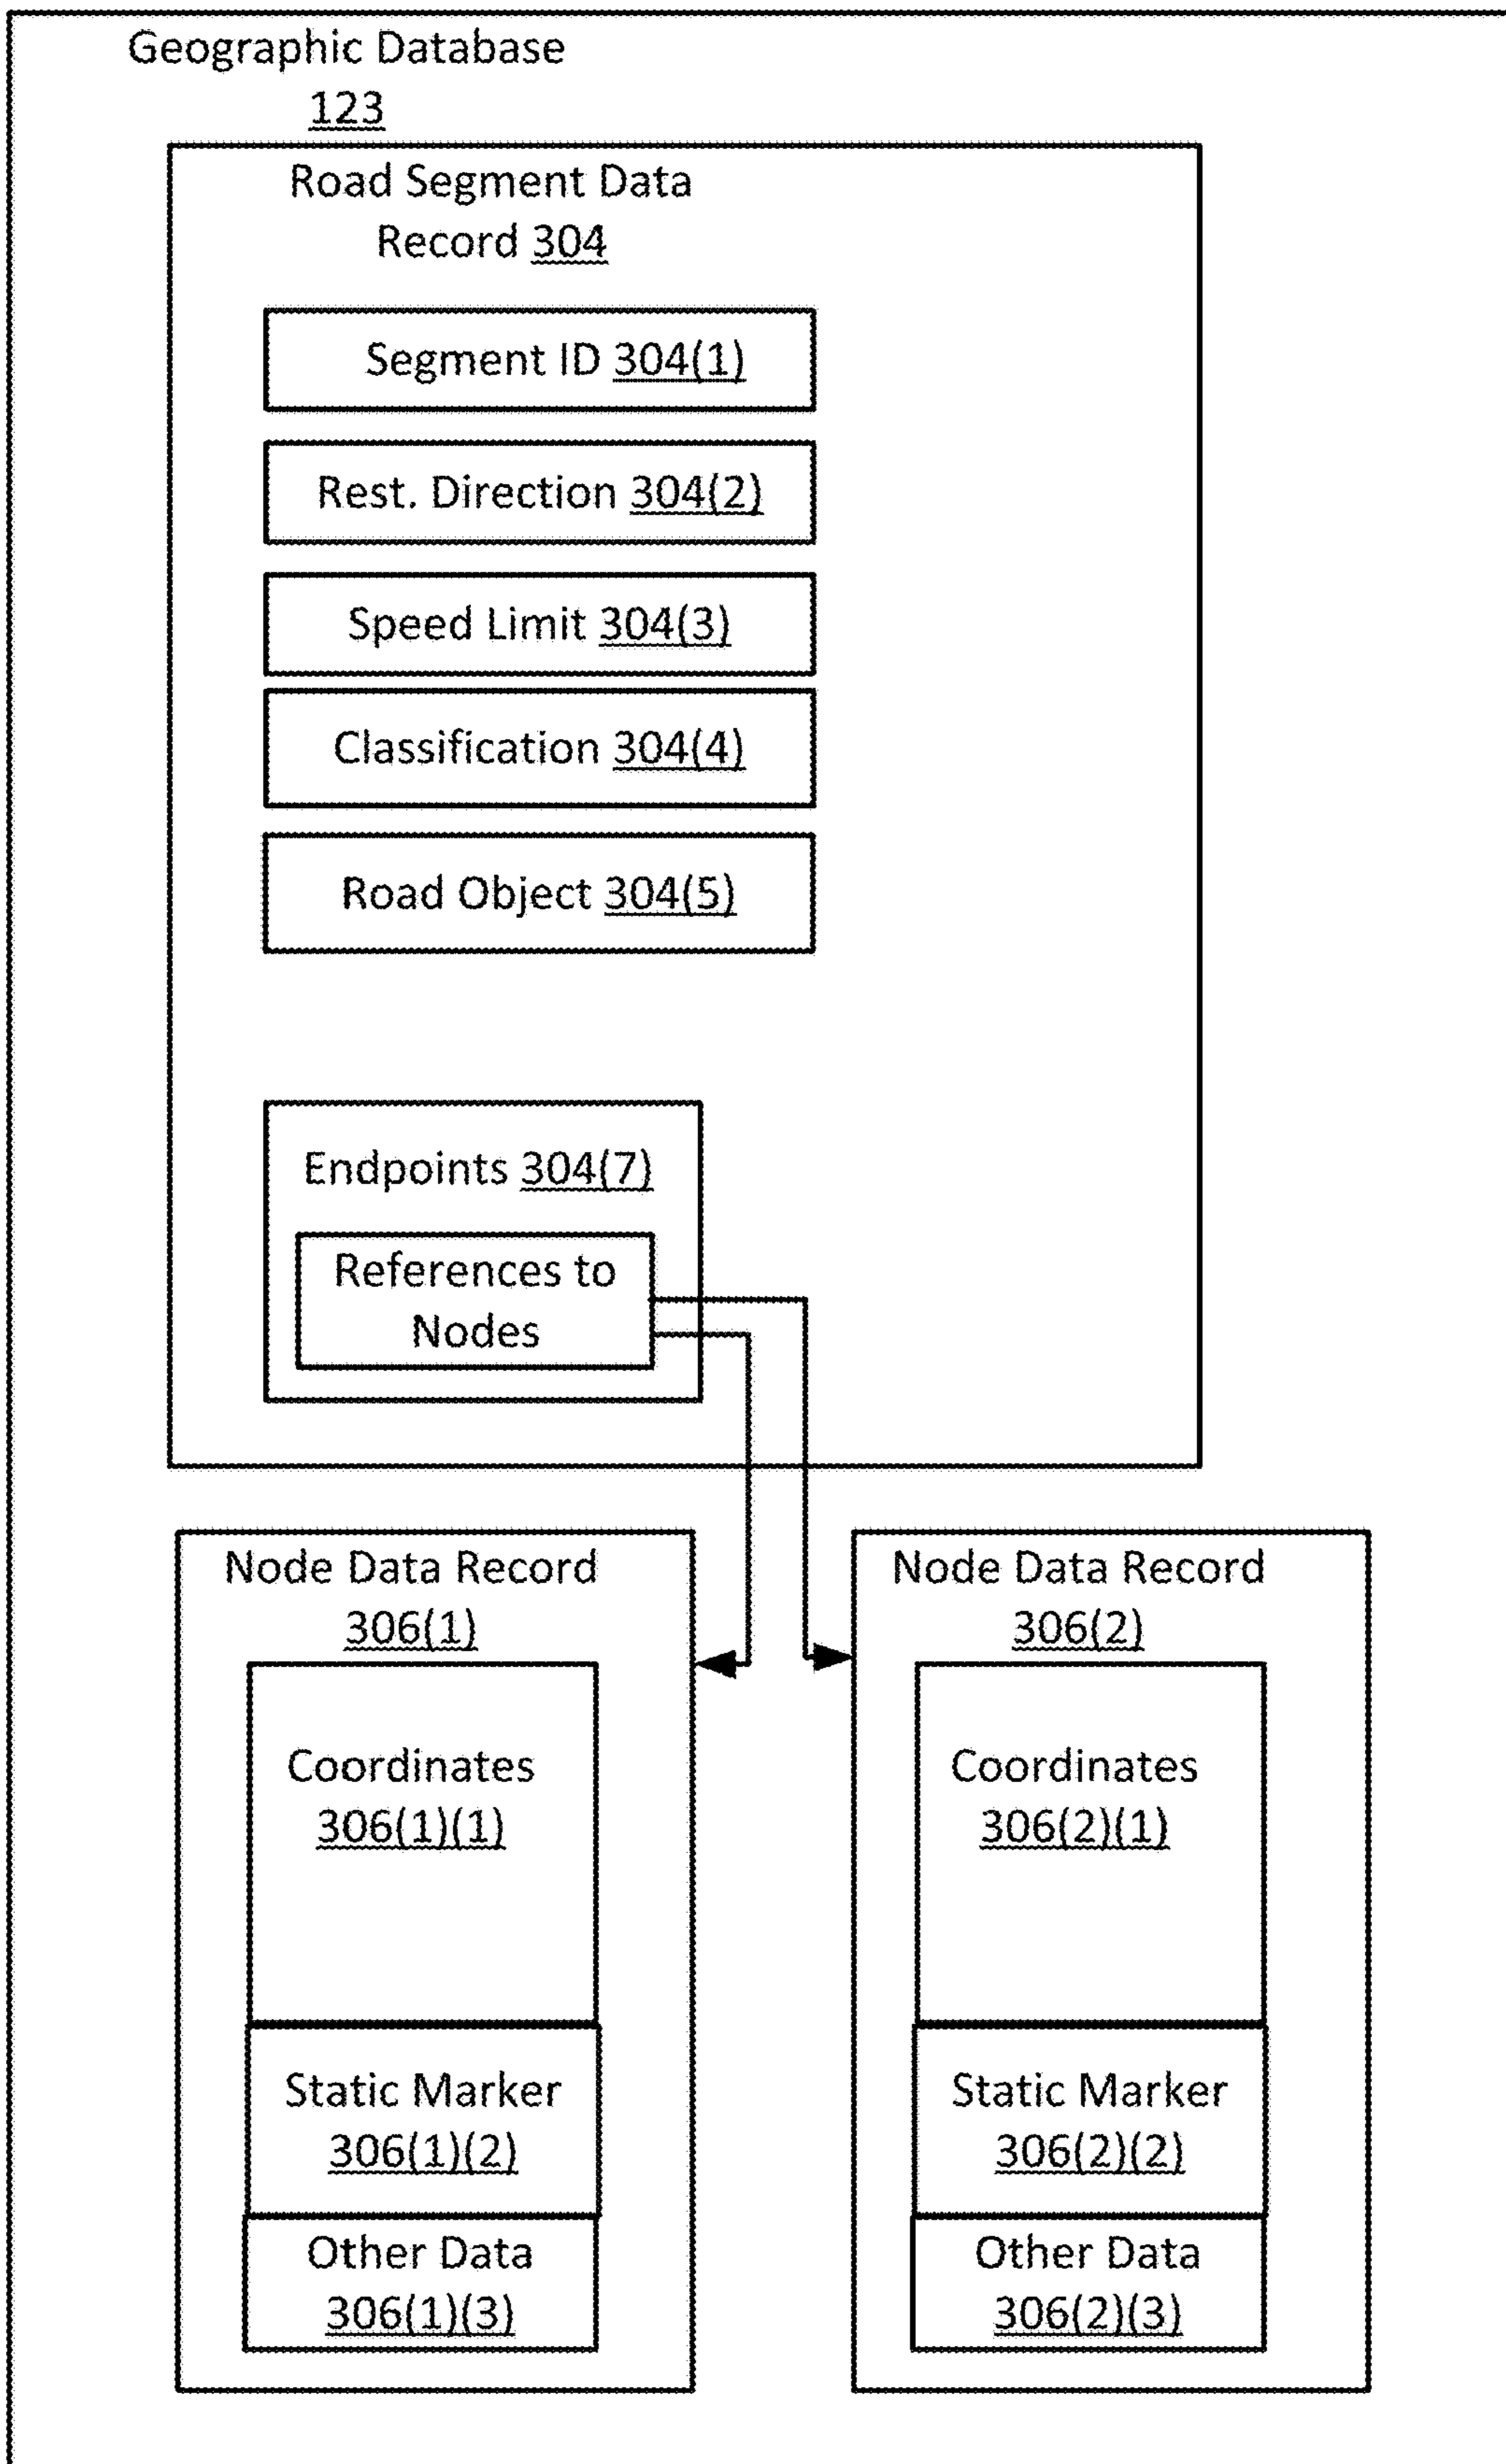 Geographic Database
123
Road Segment Data
Record 304
Segment ID 304(1)
Rest. Direction 304(2)
Speed Limit 304(3)
Classification 304(4)
Road Object 304(5)
Endpoints 304(7)
References to
Nodes
Node Data Record
306(1)
Coordinates
306(1)(1)
Static Marker
306(1)(2)
Other Data
306(1)(3)
Node Data Record
306(2)
Coordinates
306(2)(1)
Static Marker
306(2)(2)
Other Data
306(2)(3)